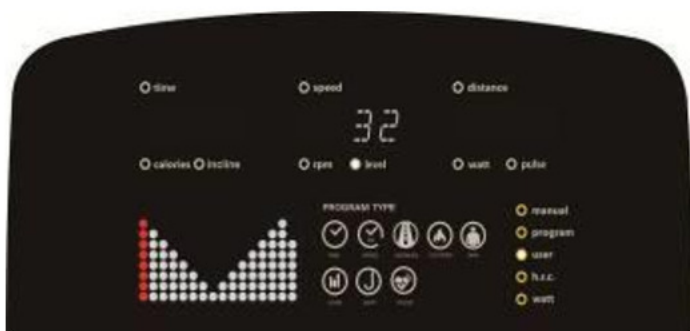 time speed distance
32
calories incline rpm level watt pulse
PROGRAM TYPE
manual
program
user
h.r.c.
watt